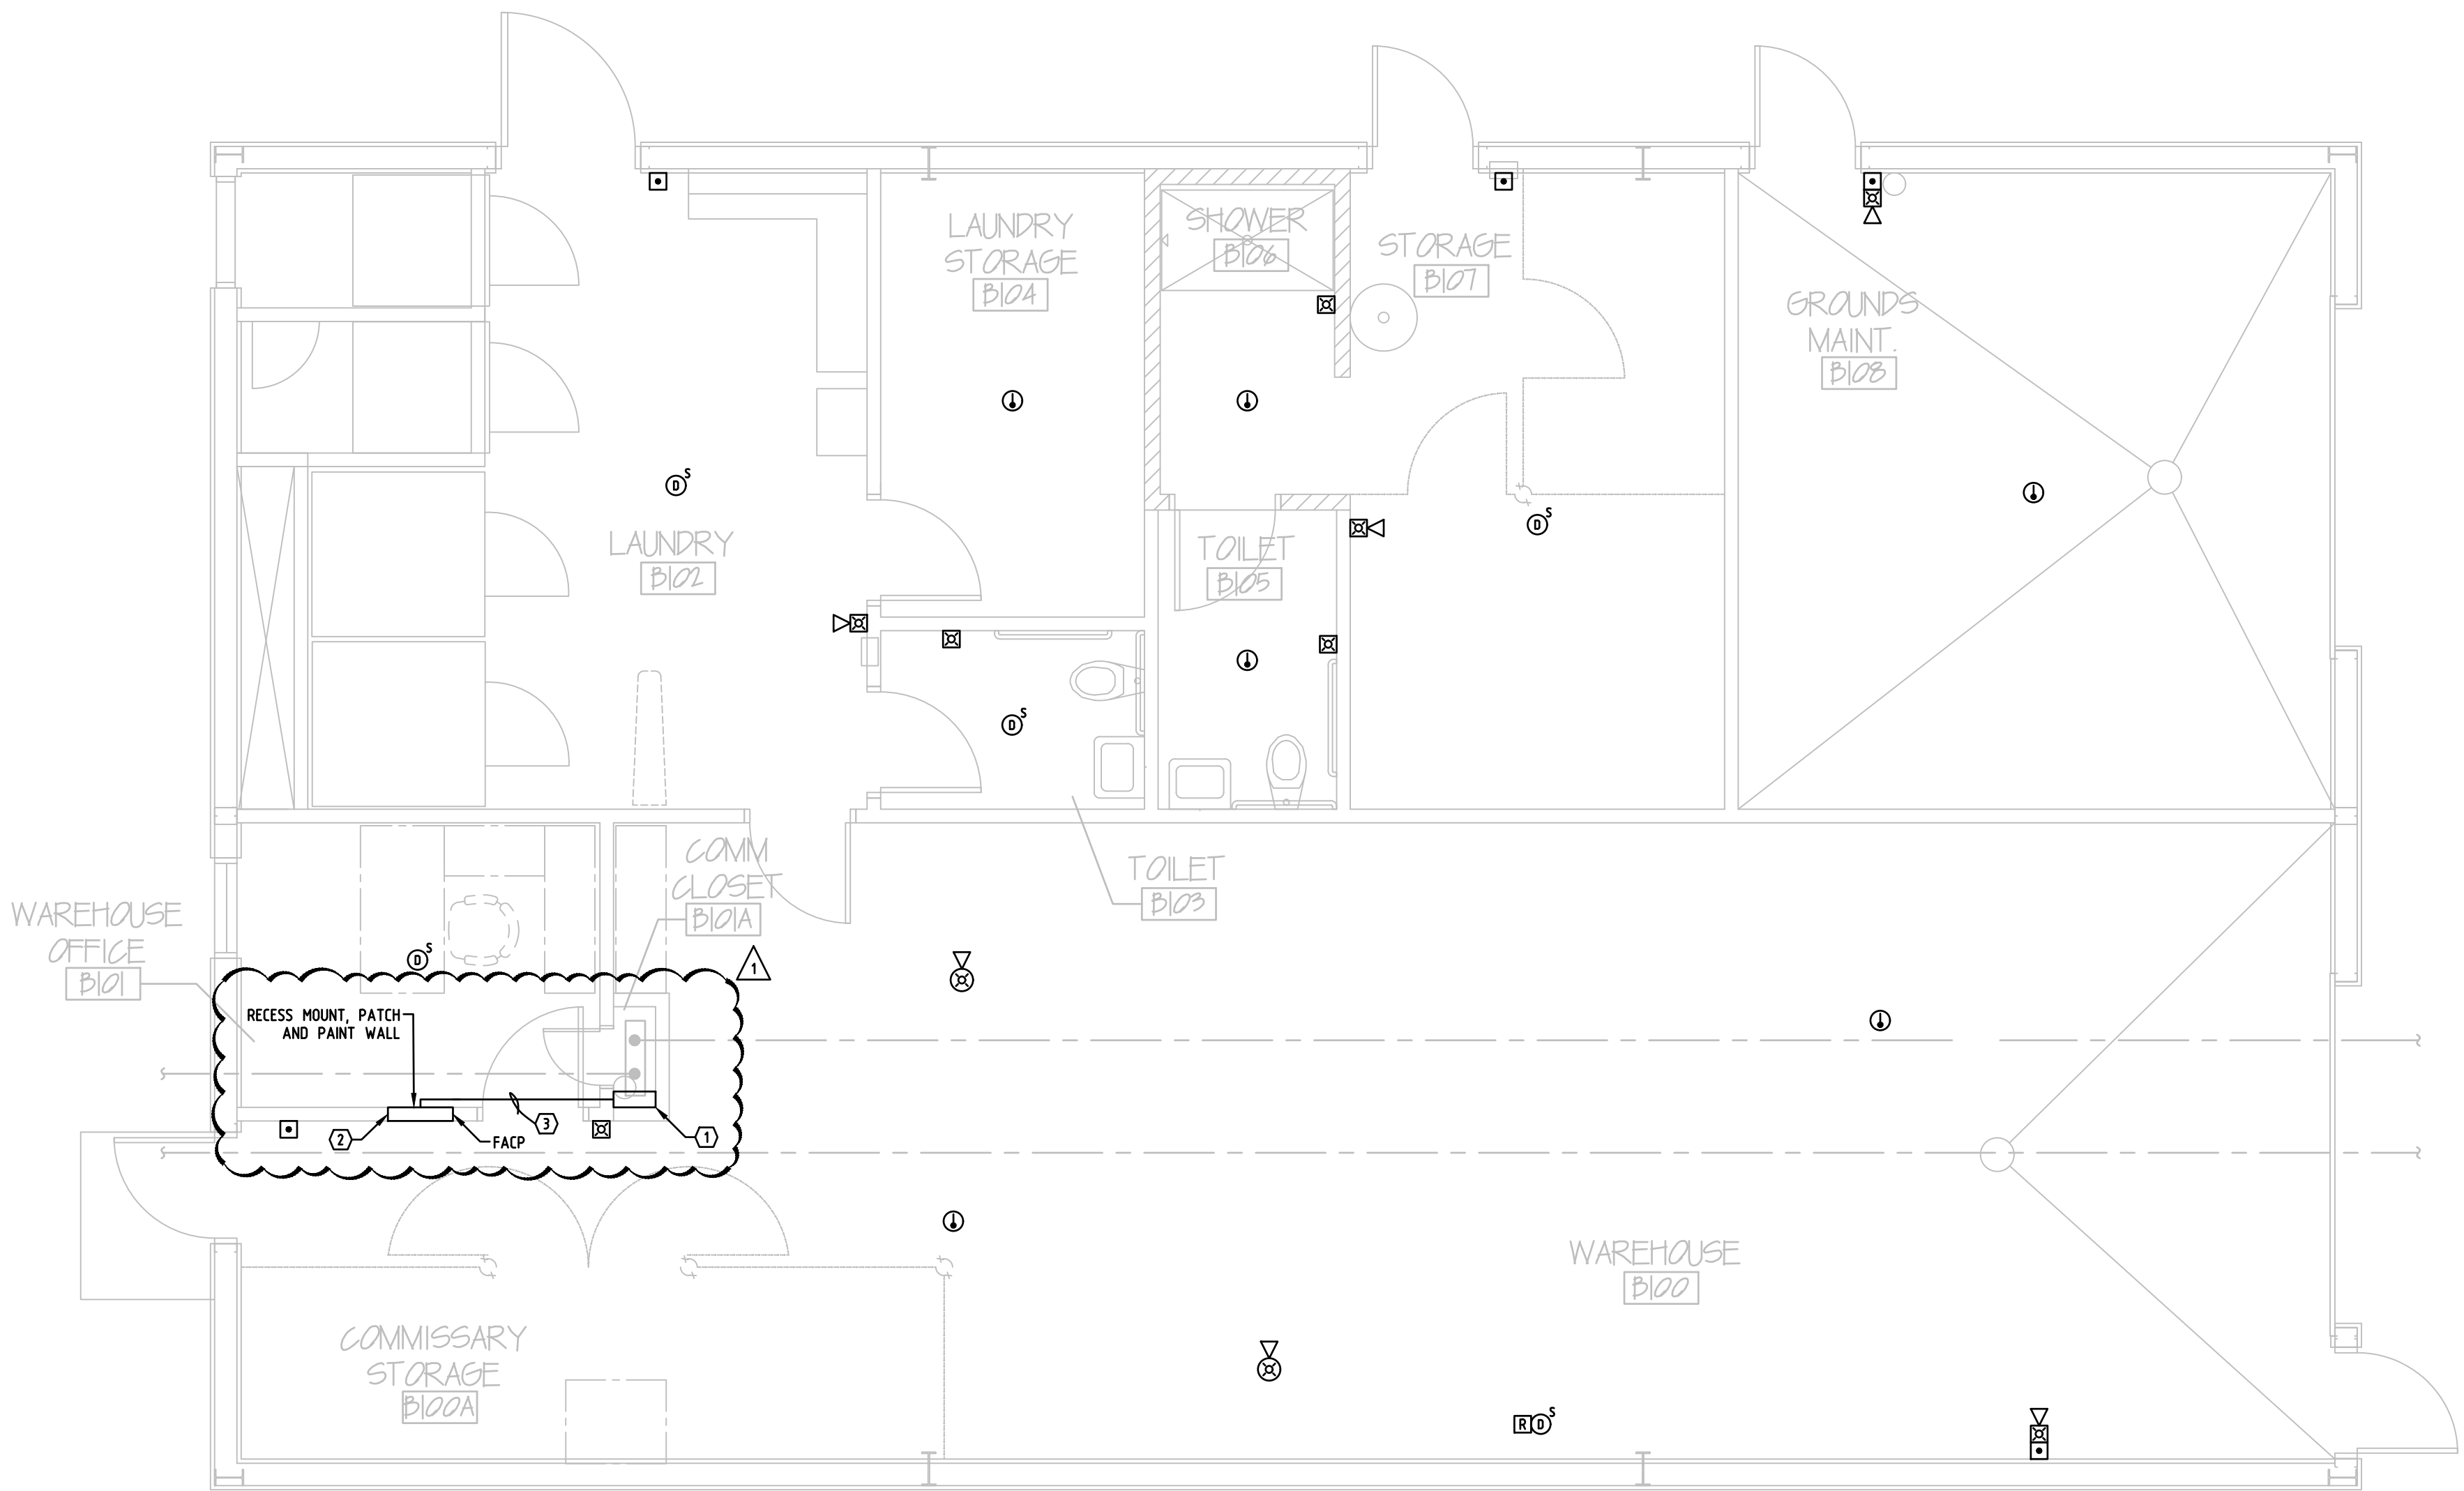 LAUNDRY
STORAGE
B104
SHOWER
B106
STORAGE
B107
GROUNDS
MAINT.
B108
D S
LAUNDRY
B102
TOILET
B105
D S
D S
COMM
CLOSET
B101A
TOILET
B103
WAREHOUSE
OFFICE
B101
D S
1
RECESS MOUNT, PATCH
AND PAINT WALL
2
FACP
3
1
WAREHOUSE
B100
COMMISSARY
STORAGE
B100A
R D S